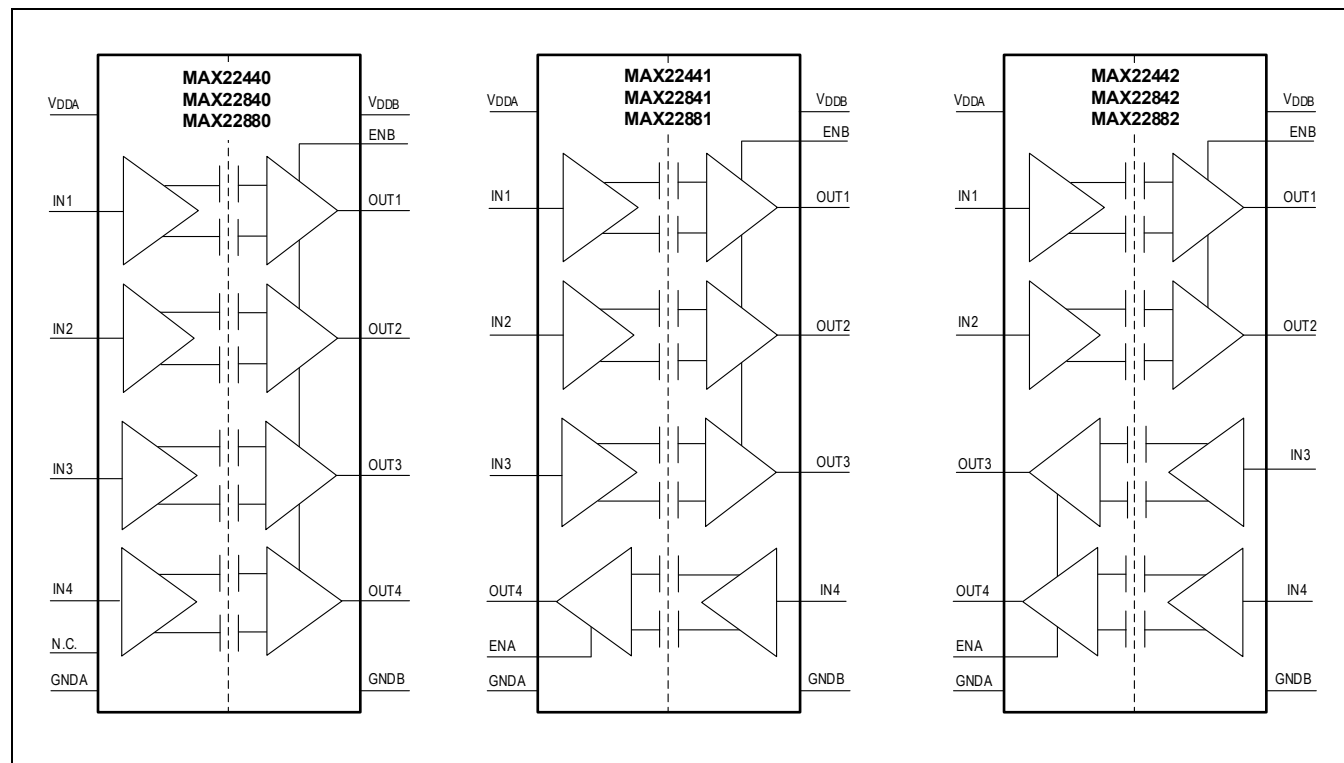 MAX22440
MAX22840
MAX22880
VDDA
VDDB
ENB
IN1
OUT1
IN2
OUT2
IN3
OUT3
IN4
OUT4
N.C.
GNDA
GNDB
MAX22441
MAX22841
MAX22881
VDDA
VDDB
ENB
IN1
OUT1
IN2
OUT2
IN3
OUT3
OUT4
IN4
ENA
GNDA
GNDB
MAX22442
MAX22842
MAX22882
VDDA
VDDB
ENB
IN1
OUT1
IN2
OUT2
OUT3
IN3
OUT4
IN4
ENA
GNDA
GNDB